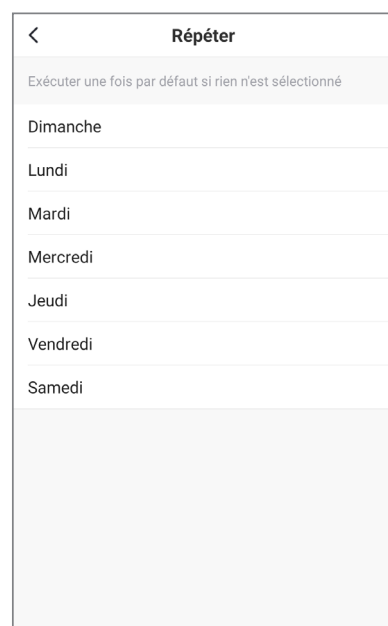 Répéter
Exécuter une fois par défaut si rien n'est sélectionné
Dimanche
Lundi
Mardi
Mercredi
Jeudi
Vendredi
Samedi